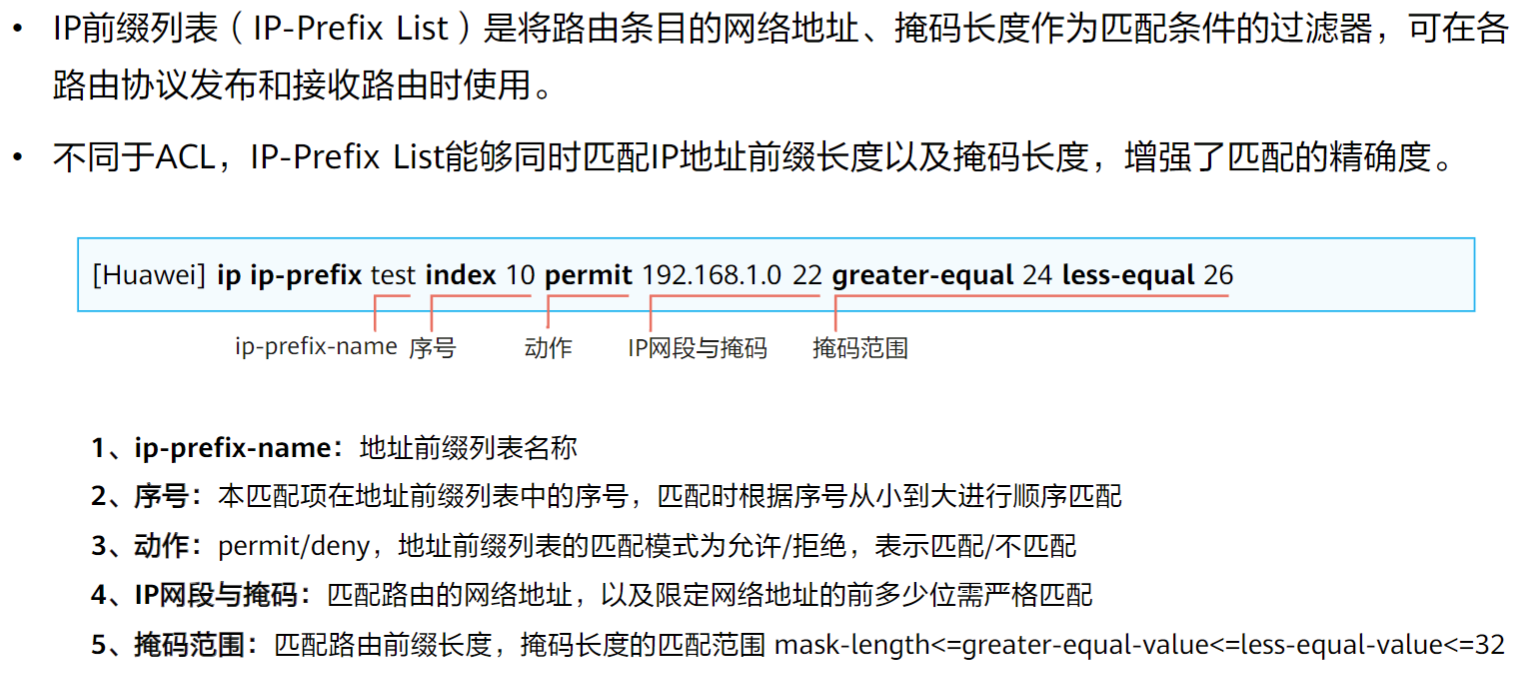 • IP前缀列表（IP-Prefix List）是将路由条目的网络地址、掩码长度作为匹配条件的过滤器，可在各
路由协议发布和接收路由时使用。
• 不同于ACL，IP-Prefix List能够同时匹配IP地址前缀长度以及掩码长度，增强了匹配的精确度。
[Huawei] ip ip-prefix test index 10 permit 192.168.1.0 22 greater-equal 24 less-equal 26
ip-prefix-name 序号 动作 IP网段与掩码 掩码范围
1、ip-prefix-name：地址前缀列表名称
2、序号：本匹配项在地址前缀列表中的序号，匹配时根据序号从小到大进行顺序匹配
3、动作：permit/deny，地址前缀列表的匹配模式为允许/拒绝，表示匹配/不匹配
4、IP网段与掩码：匹配路由的网络地址，以及限定网络地址的前多少位需严格匹配
5、掩码范围：匹配路由前缀长度，掩码长度的匹配范围 mask-length<=greater-equal-value<=less-equal-value<=32